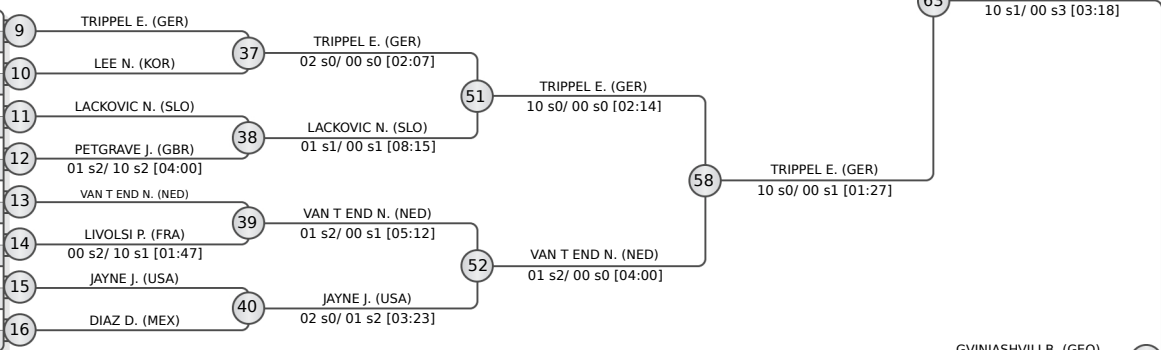 63
10 s1/ 00 s3 [03:18]
9
TRIPPEL E. (GER)
37
TRIPPEL E. (GER)
02 s0/ 00 s0 [02:07]
10
LEE N. (KOR)
51
TRIPPEL E. (GER)
10 s0/ 00 s0 [02:14]
11
LACKOVIC N. (SLO)
38
LACKOVIC N. (SLO)
01 s1/ 00 s1 [08:15]
12
PETGRAVE J. (GBR)
01 s2/ 10 s2 [04:00]
58
TRIPPEL E. (GER)
10 s0/ 00 s1 [01:27]
13
VAN T END N. (NED)
39
VAN T END N. (NED)
01 s2/ 00 s1 [05:12]
14
LIVOLSI P. (FRA)
00 s2/ 10 s1 [01:47]
52
VAN T END N. (NED)
01 s2/ 00 s0 [04:00]
15
JAYNE J. (USA)
40
JAYNE J. (USA)
02 s0/ 01 s2 [03:23]
16
DIAZ D. (MEX)